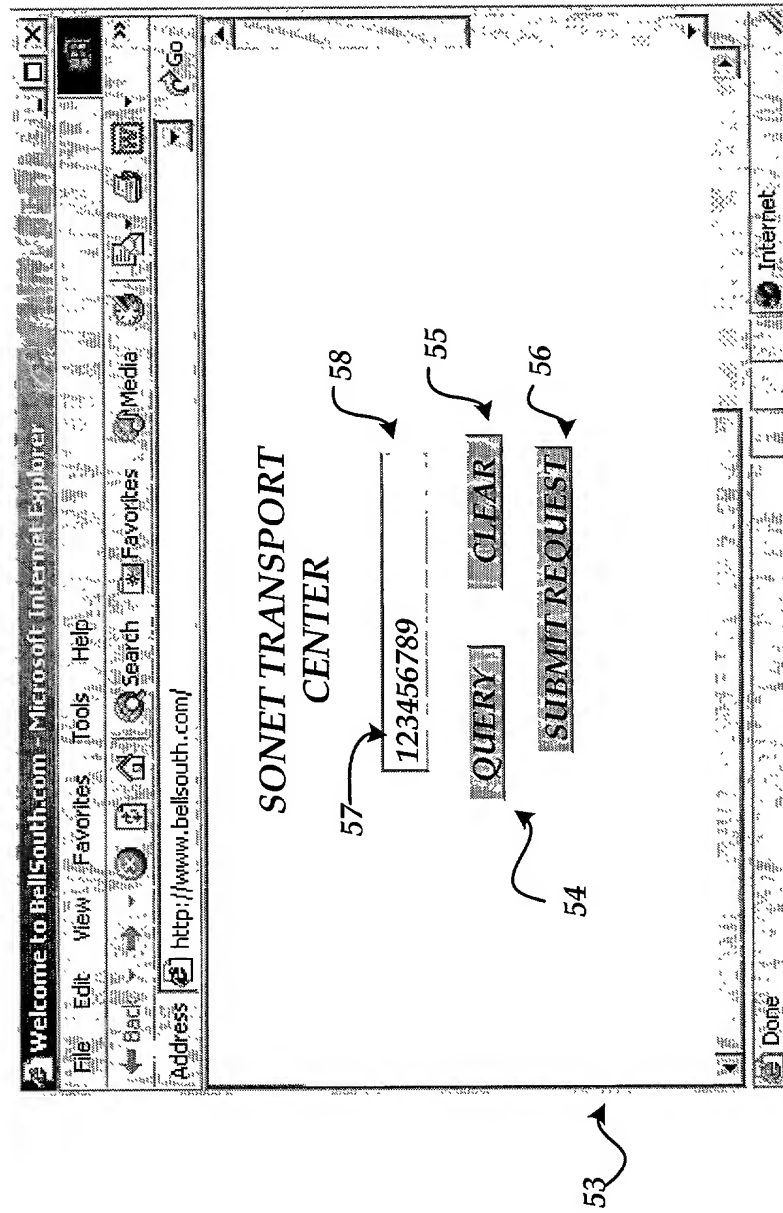 Welcome to BellSouth.com - Microsoft Internet Explorer
File Edit View Favorites Tools Help
Back Search Favorites Media
Address http://www.bellsouth.com/ Go
SONET TRANSPORT
CENTER
57
123456789
58
QUERY
CLEAR
55
54
SUBMIT REQUEST
56
53
Done
Internet